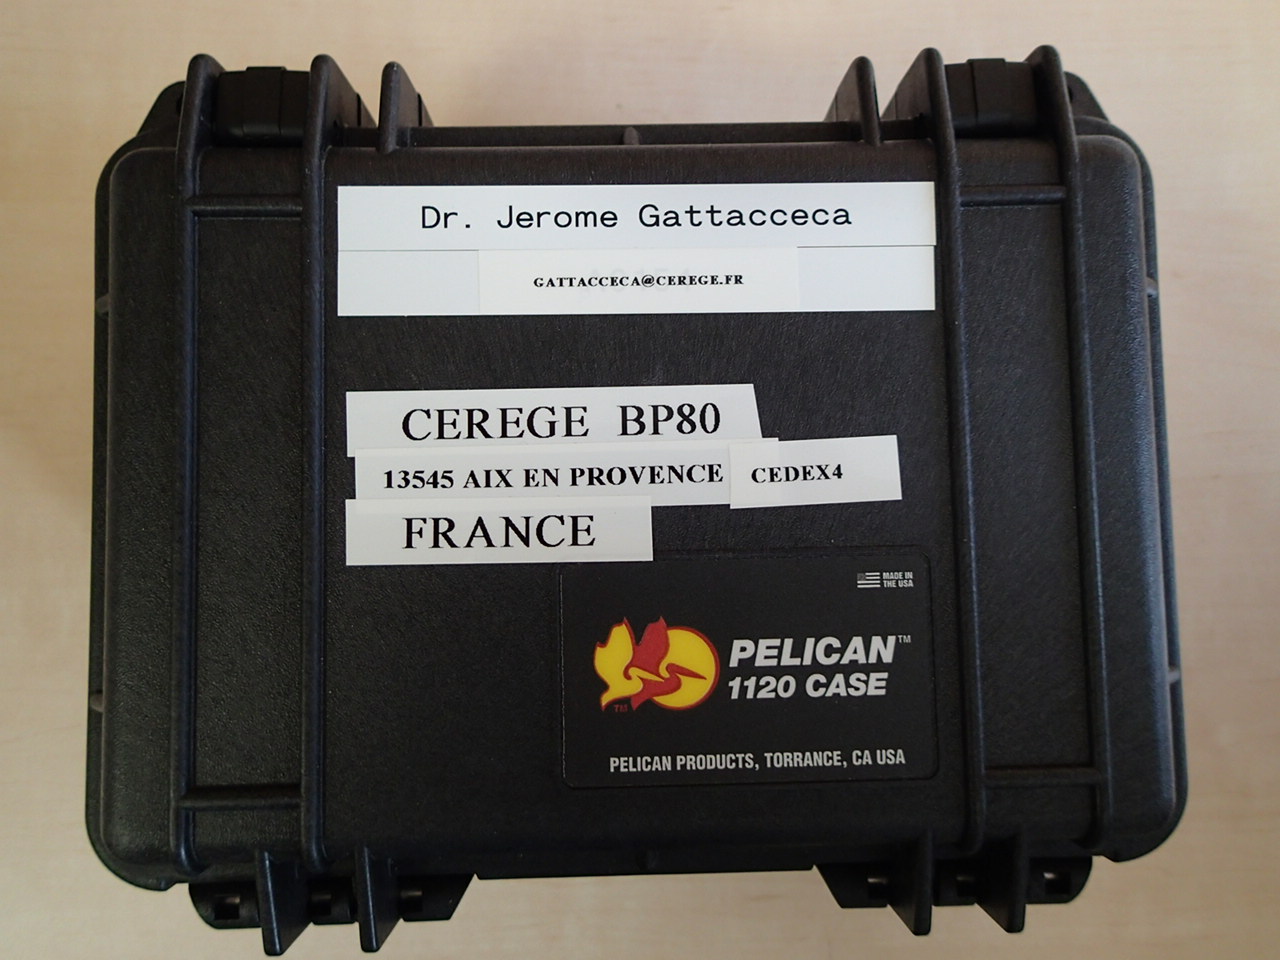 Dr. Jerome Gattacceca
GATTACCECA@CEREGE.FR
CEREGE BP80
13545 AIX EN PROVENCE CEDEX4
FRANCE
MADE IN
THE USA
PELICAN™
1120 CASE
TM
PELICAN PRODUCTS, TORRANCE, CA USA